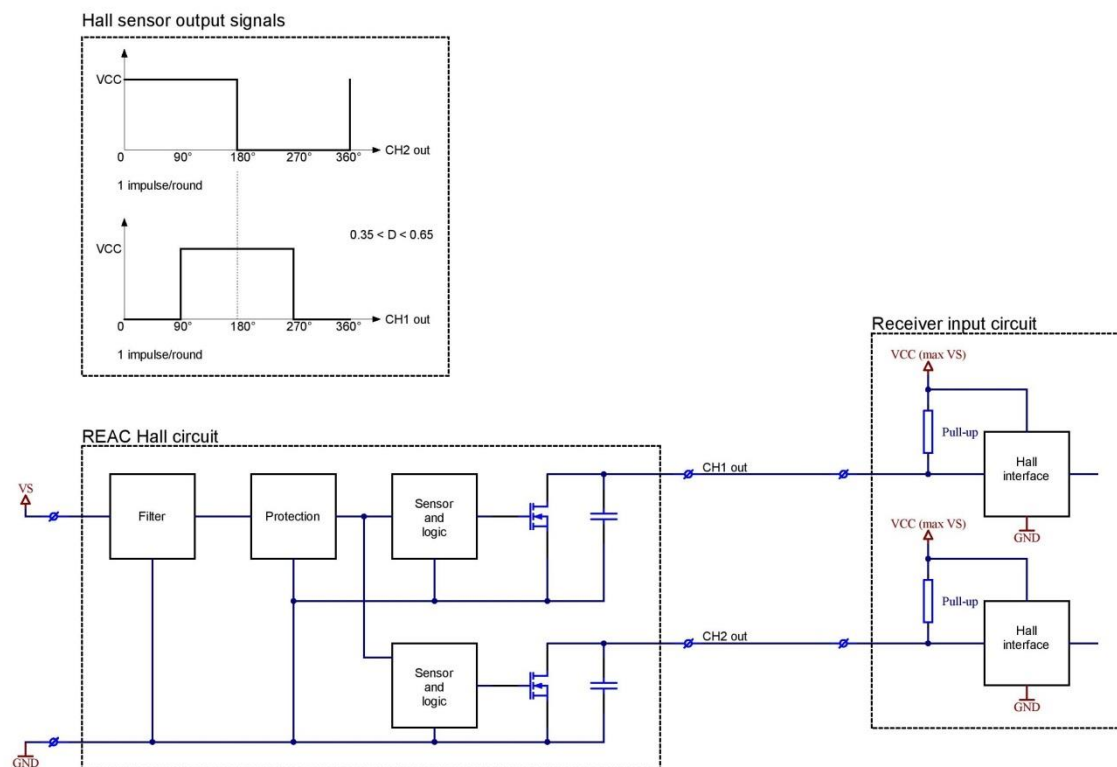 Hall sensor output signals
VCC
0 90° 180° 270° 360° CH2 out
1 impulse/round
0.35 < D < 0.65
VCC
0 90° 180° 270° 360° CH1 out
1 impulse/round
Receiver input circuit
VCC (max VS)
Pull-up
Hall
interface
GND
REAC Hall circuit
VS
Filter
Protection
Sensor
and
logic
CH1 out
VCC (max VS)
Pull-up
Hall
interface
GND
Sensor
and
logic
CH2 out
GND